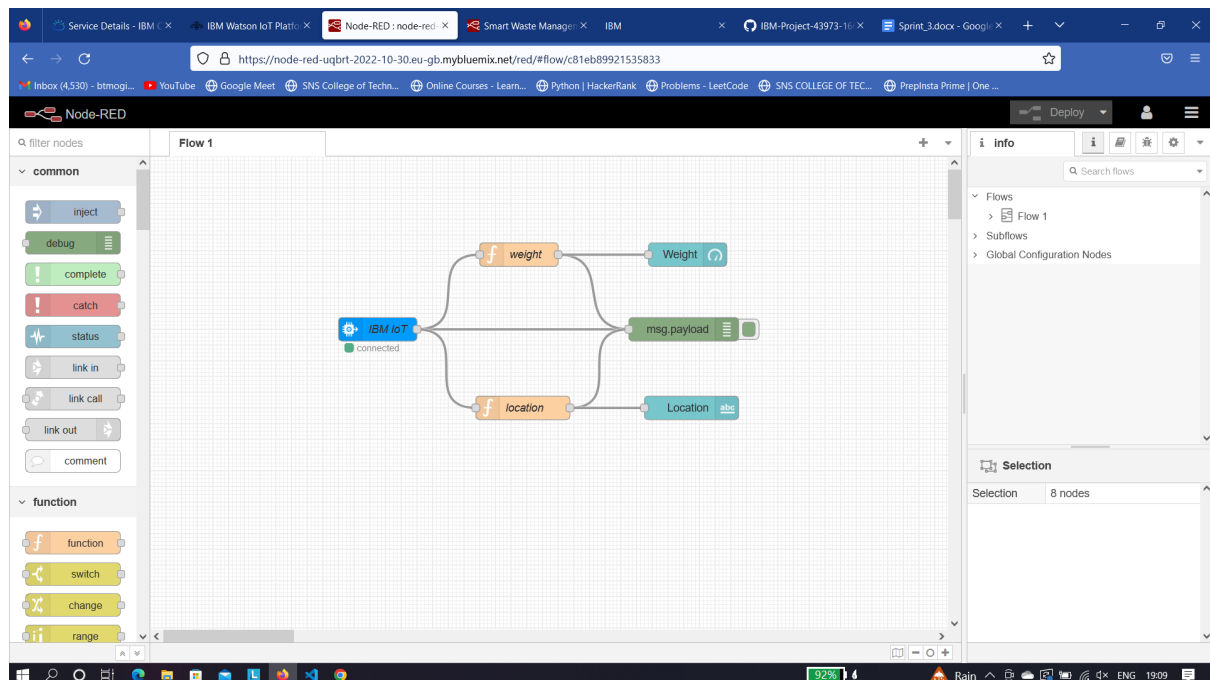 Service Details - IBM C
IBM Watson IoT Platfo
Node-RED : node-red-
Smart Waste Managem
IBM
IBM-Project-43973-16
Sprint_3.docx - Google
https://node-red-uqbrt-2022-10-30.eu-gb.mybluemix.net/red/#flow/c81eb89921535833
Inbox (4,530) - btmogi...
YouTube
Google Meet
SNS College of Techn...
Online Courses - Learn...
Python | HackerRank
Problems - LeetCode
SNS COLLEGE OF TEC...
PrepInsta Prime | One ...
Node-RED
Deploy
filter nodes
Flow 1
info
common
Search flows
inject
debug
complete
catch
status
link in
link call
link out
comment
function
function
switch
change
range
weight
Weight
IBM IoT
connected
msg.payload
location
Location
abc
Flows
Flow 1
Subflows
Global Configuration Nodes
Selection
Selection 8 nodes
92%
Rain
ENG
19:09